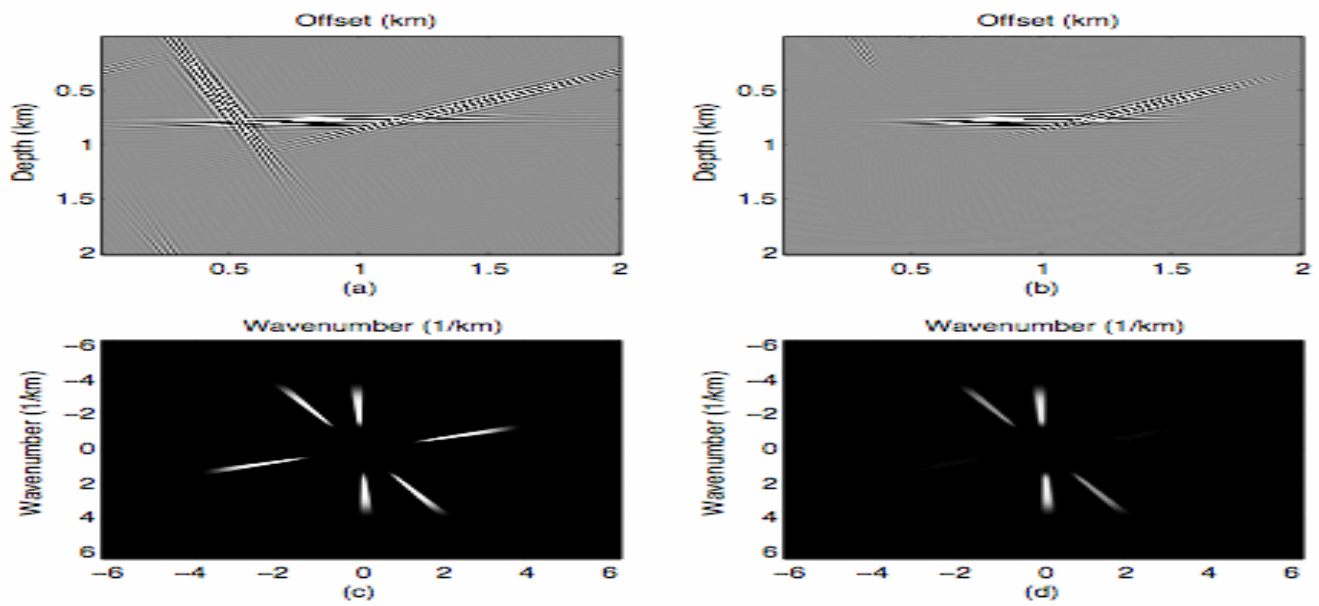 Offset (km) Offset (km)
Depth (km) 0.5 1 1.5 2 Depth (km) 0.5 1 1.5 2
0.5 1 1.5 2 0.5 1 1.5 2
(a) (b)
Wavenumber (1/km) Wavenumber (1/km)
Wavenumber (1/km) −6 −4 −2 0 2 4 6 Wavenumber (1/km) −6 −4 −2 0 2 4 6
−6 −4 −2 0 2 4 6 −6 −4 −2 0 2 4 6
(c) (d)